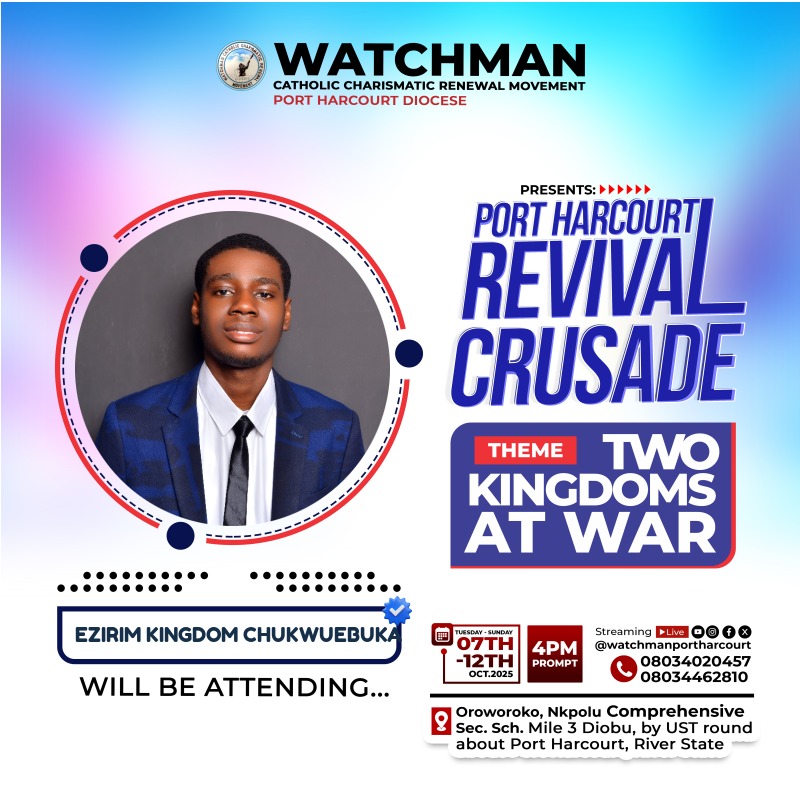 WATCHMAN
CATHOLIC CHARISMATIC RENEWAL MOVEMENT
PORT HARCOURT DIOCESE
PRESENTS:
PORT HARCOURT
REVIVAL
CRUSADE
THEME TWO
KINGDOMS
AT WAR
EZIRIM KINGDOM CHUKWUEBUKA
WILL BE ATTENDING...
TUESDAY - SUNDAY
07TH
-12TH
OCT.2025
4PM
PROMPT
Streaming Live
@watchmanportharcourt
08034020457
08034462810
Oroworoko, Nkpolu Comprehensive
Sec. Sch. Mile 3 Diobu, by UST round
about Port Harcourt, River State